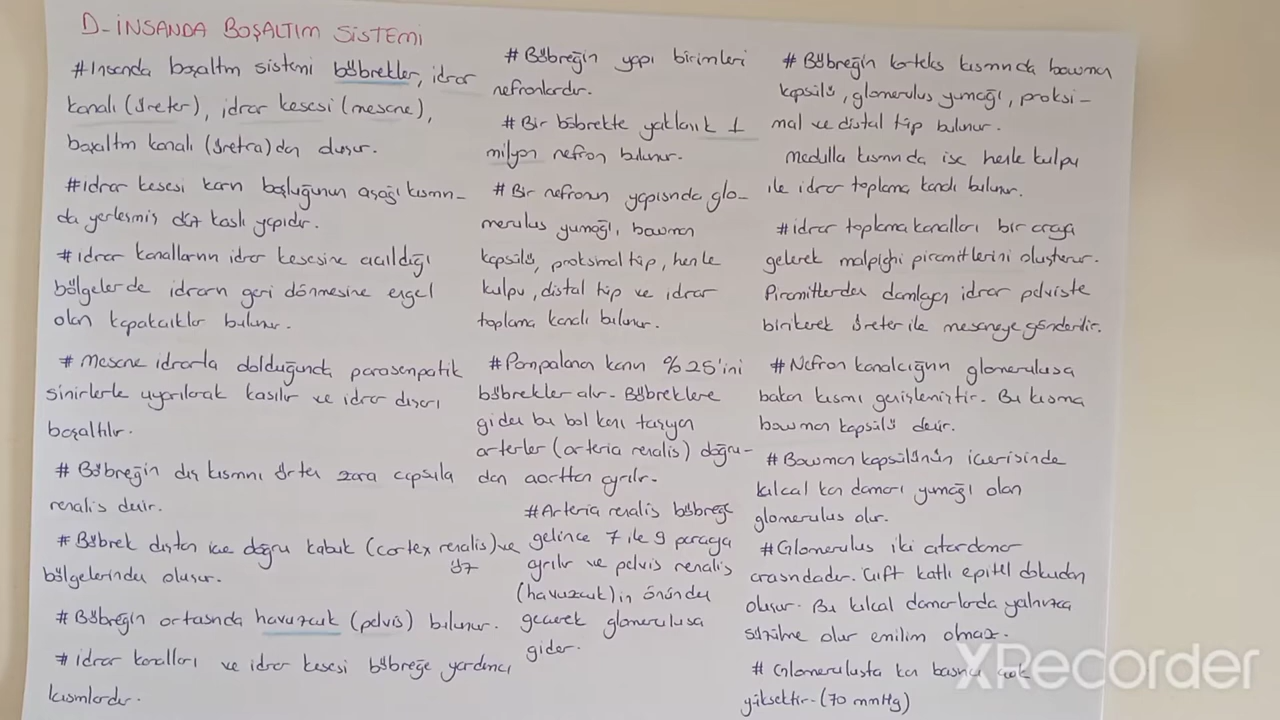 D- İNSANDA BOŞALTIM SİSTEMİ
#İnsanda boşaltım sistemi böbrekler, idrar
kanalı (üreter), idrar kesesi (mesane),
boşaltım kanalı (üretra)dan oluşur.
#İdrar kesesi karın boşluğunun aşağı kısmın-
da yerleşmiş düz kaslı yapıdır.
#idrar kanallarının idrar kesesine açıldığı
bölgelerde idrarın geri dönmesine engel
olan kapakçıklar bulunur.
# Mesane idrarla dolduğunda parasempatik
sinirlerle uyarılarak kasılır ve idrar dışarı
boşaltılır.
# Böbreğin dış kısmını örten zara capsula
renalis denir.
# Böbrek dıştan içe doğru kabuk (cortex renalis) ve
öz
bölgelerinden oluşur.
# Böbreğin ortasında havuzcuk (pelvis) bulunur.
# idrar kanalları ve idrar kesesi böbreğe yardımcı
kısımlardır.
# Böbreğin yapı birimleri
nefronlardır.
# Bir böbrekte yaklaşık 1
milyon nefron bulunur.
# Bir nefronun yapısında glo-
merulus yumağı, bowman
kapsülü, proksimal tüp, henle
kulpu, distal tüp ve idrar
toplama kanalı bulunur.
#Pompalanan kanın %25'ini
böbrekler alır. Böbreklere
giden bu bol kanı taşıyan
arterler (arteria renalis) doğru-
dan aorttan ayrılır.
#Arteria renalis böbreğe
gelince 7 ile 9 parçaya
ayrılır ve pelvis renalis
(havuzcuk)in önünden
geçerek glomerulusa
gider.
# Böbreğin korteks kısmında bowman
kapsülü, glomerulus yumağı, proksi-
mal ve distal tüp bulunur.
Medulla kısmında ise henle kulpu
ile idrar toplama kanalı bulunur.
#idrar toplama kanalları bir araya
gelerek malpighi piramitlerini oluşturur.
Piramitlerden damlayan idrar pelviste
birikerek üreter ile mesaneye gönderilir.
#Nefron kanalcığının glomerulusa
bakan kısmı genişlemiştir. Bu kısma
bowman kapsülü denir.
# Bowman kapsülünün içerisinde
kılcal kan damarı yumağı olan
glomerulus olur.
#Glomerulus iki atardamar
arasındadır. Çift katlı epitel dokudan
oluşur. Bu kılcal damarlarda yalnızca
süzülme olur emilim olmaz.
# Glomerulusta kan basıncı çok
yüksektir. (70 mmHg)
XRecorder